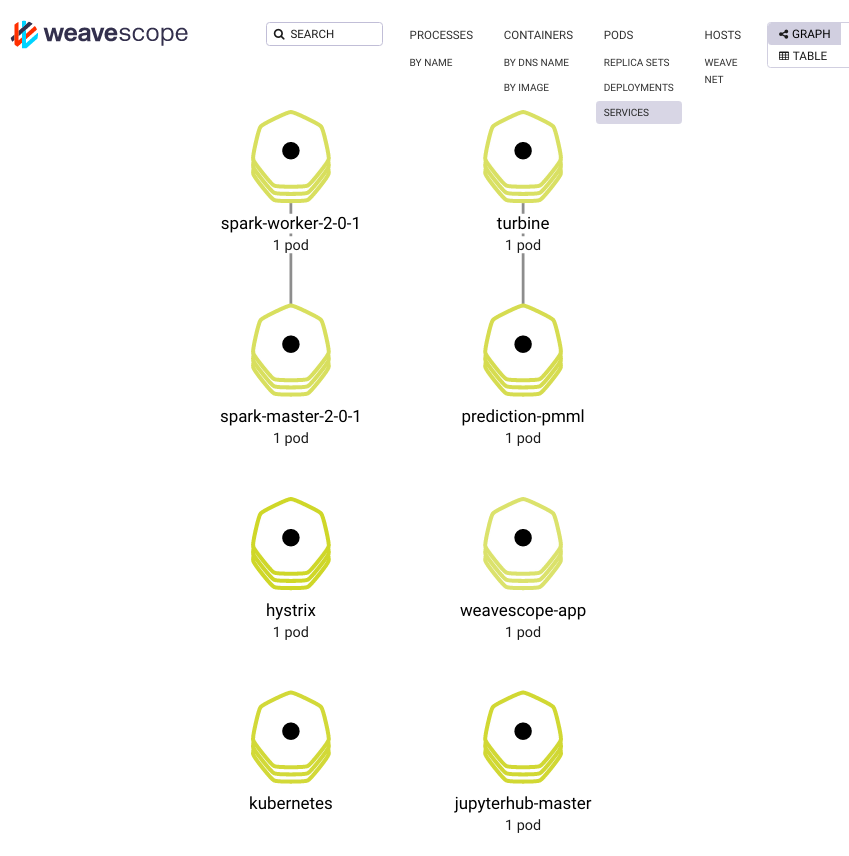 weavescope
SEARCH
PROCESSES
BY NAME
CONTAINERS
BY DNS NAME
BY IMAGE
PODS
REPLICA SETS
DEPLOYMENTS
SERVICES
HOSTS
WEAVE
NET
GRAPH
TABLE
spark-worker-2-0-1
1 pod
turbine
1 pod
spark-master-2-0-1
1 pod
prediction-pmml
1 pod
hystrix
1 pod
weavescope-app
1 pod
kubernetes
jupyterhub-master
1 pod